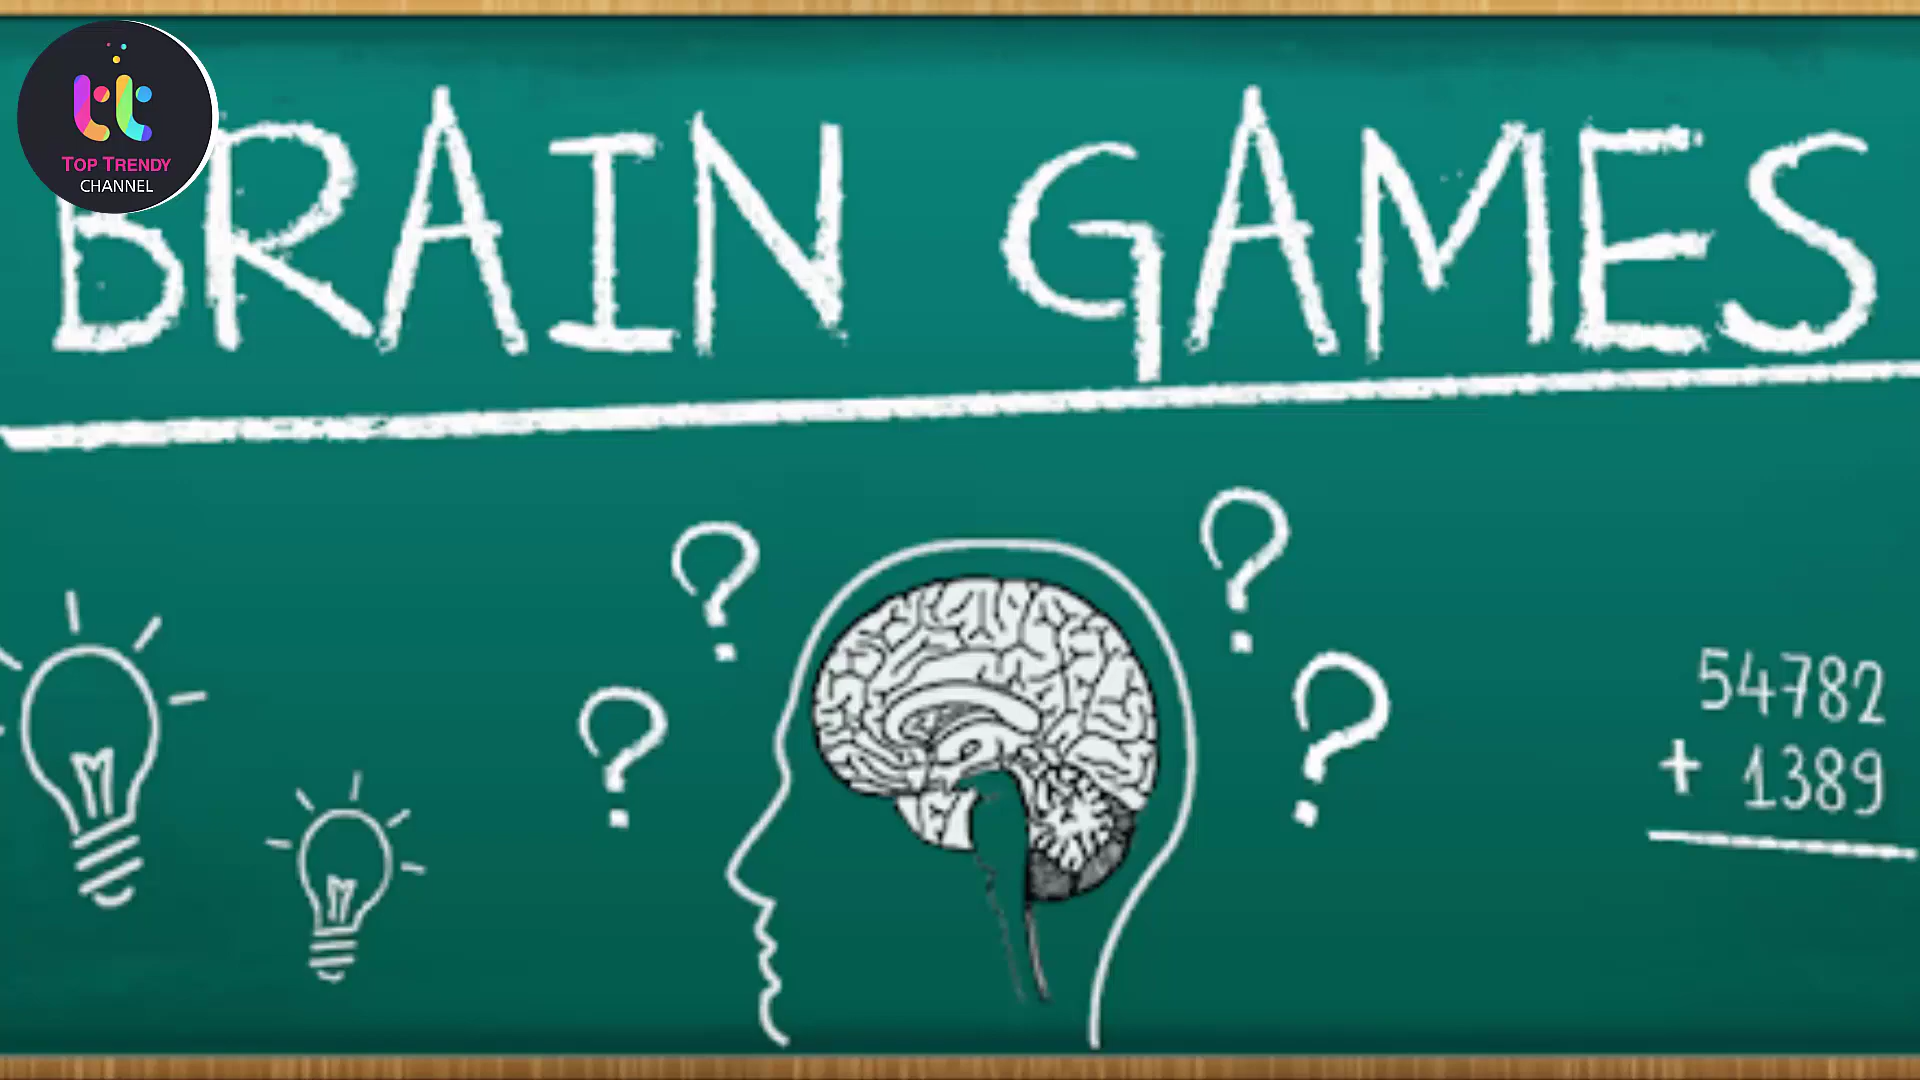 TOP TRENDY
CHANNEL
BRAIN GAMES
? ? ? ?
54782
+ 1389